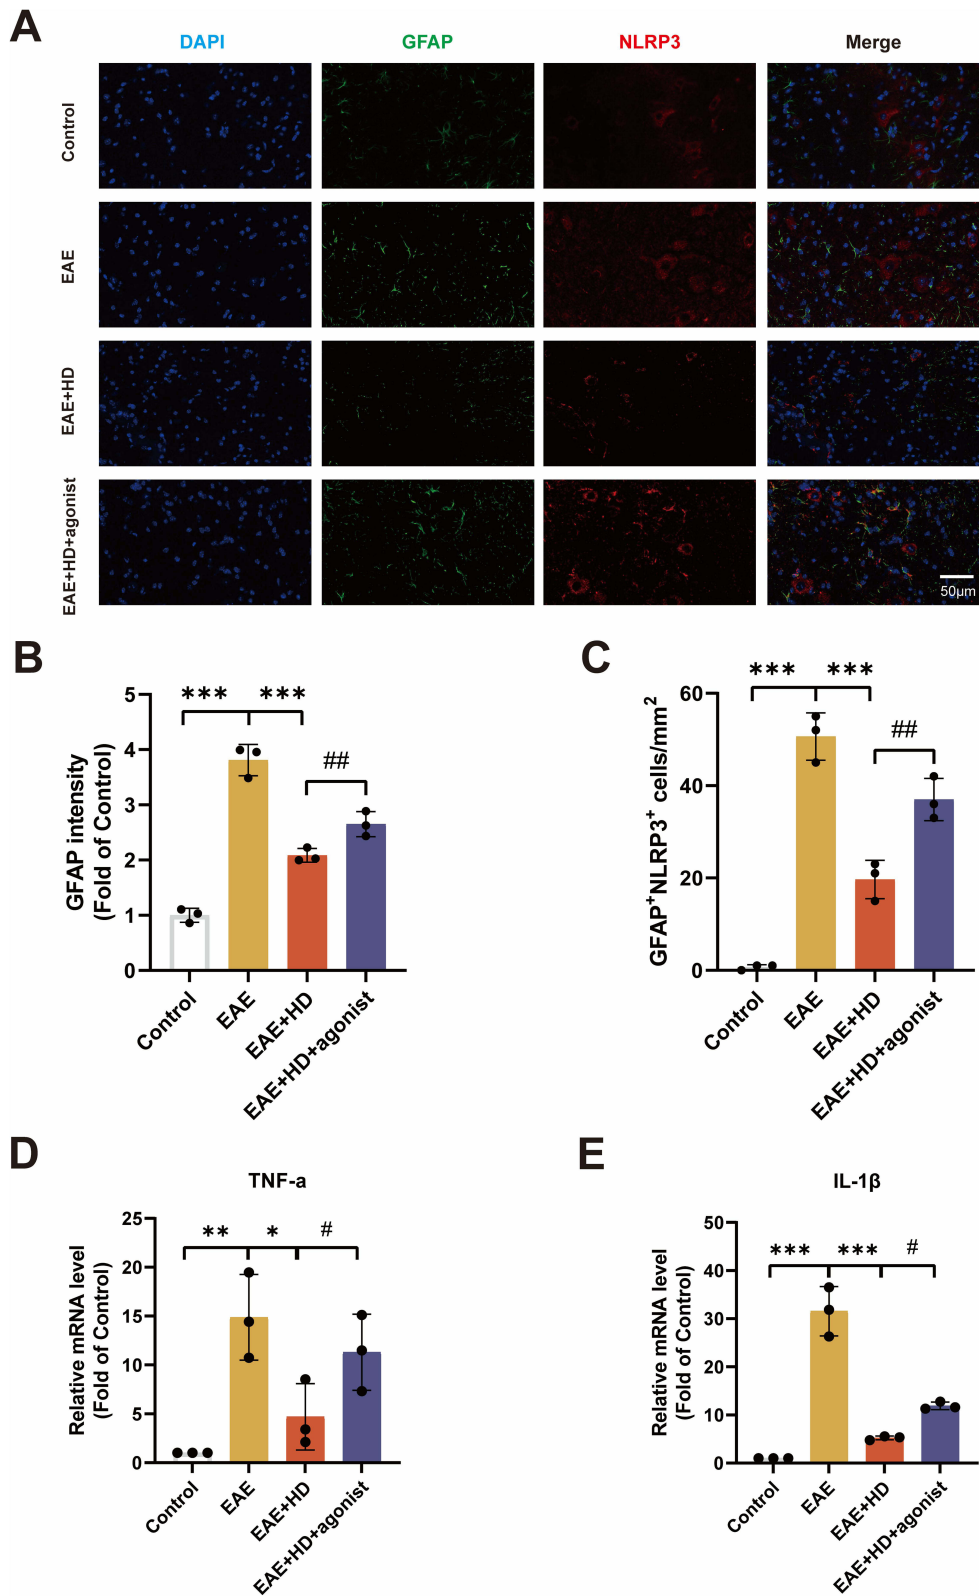 A
DAPI
GFAP
NLRP3
Merge
Control
EAE
EAE+HD
EAE+HD+agonist
50μm
B
GFAP intensity
(Fold of Control)
5
4
3
2
1
0
***
***
##
Control
EAE
EAE+HD
EAE+HD+agonist
C
GFAP⁺NLRP3⁺ cells/mm²
60
40
20
0
***
***
##
Control
EAE
EAE+HD
EAE+HD+agonist
D
TNF-a
Relative mRNA level
(Fold of Control)
25
20
15
10
5
0
**
*
#
Control
EAE
EAE+HD
EAE+HD+agonist
E
IL-1β
Relative mRNA level
(Fold of Control)
50
40
30
20
10
0
***
***
#
Control
EAE
EAE+HD
EAE+HD+agonist